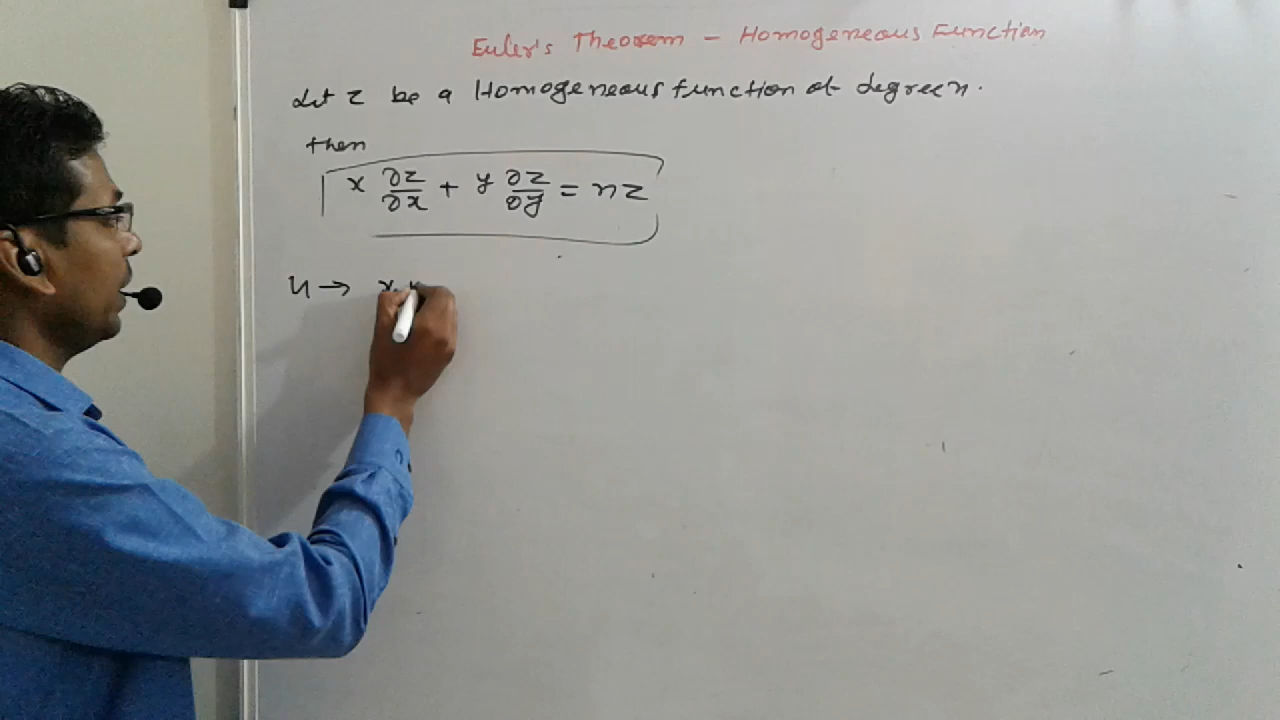 Euler's Theorem - Homogeneous Function
Let z be a Homogeneous function of degree n.
then
x ∂z/∂x + y ∂z/∂y = nz
u → x,